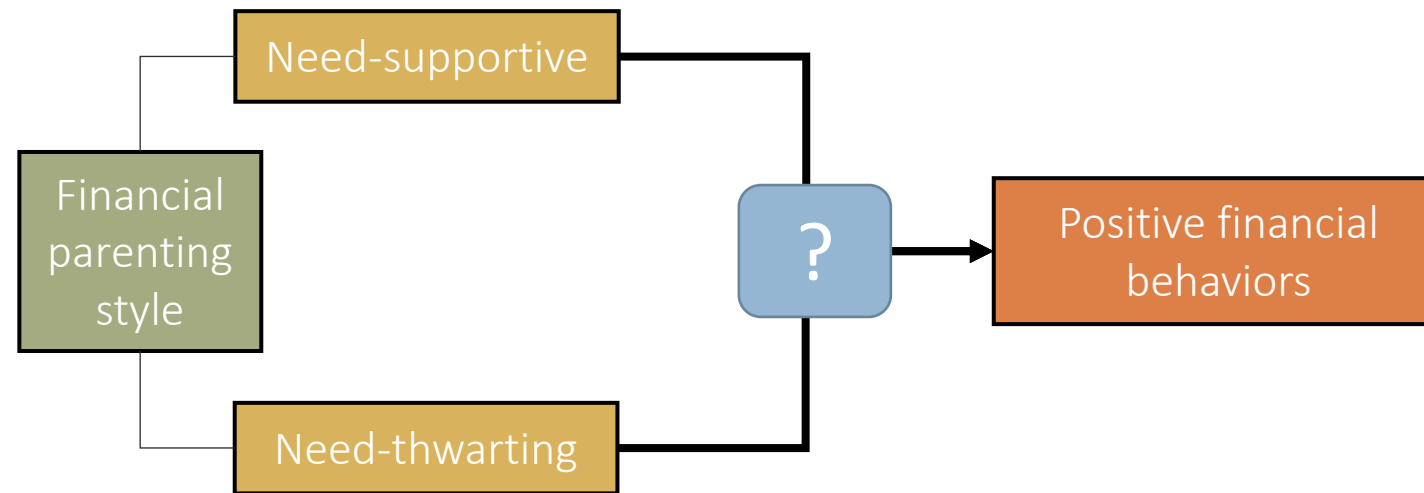 Need-supportive
Financial
parenting
style
?
Positive financial
behaviors
Need-thwarting